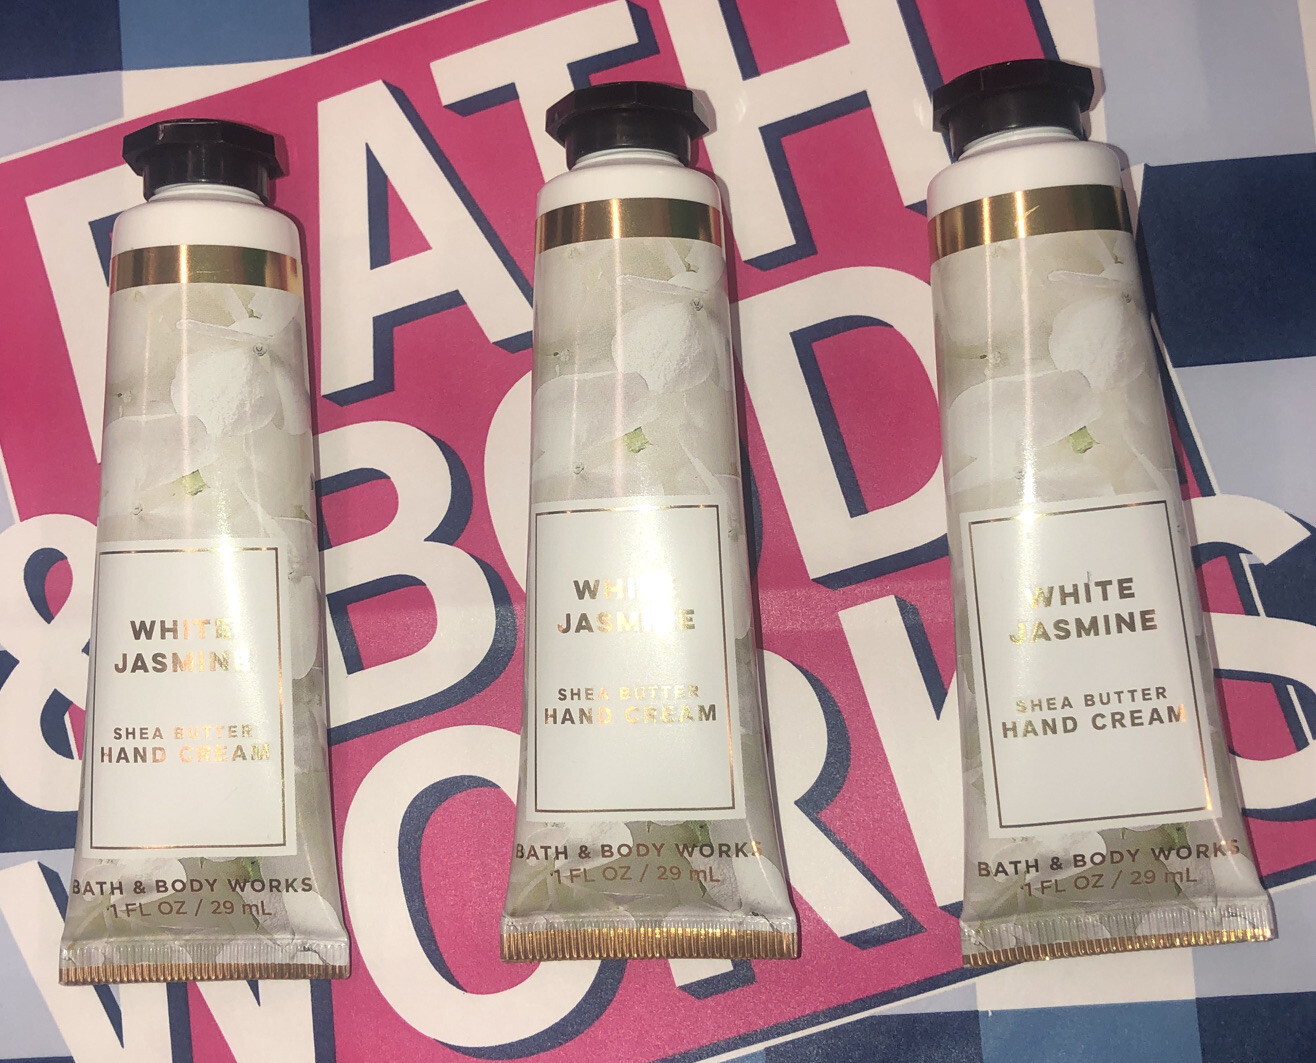 BATH
& BODY
WORKS
WHITE
JASMINE
SHEA BUTTER
HAND CREAM
BATH & BODY WORKS
1 FL OZ / 29 mL
WHITE
JASMINE
SHEA BUTTER
HAND CREAM
BATH & BODY WORKS
1 FL OZ / 29 mL
WHITE
JASMINE
SHEA BUTTER
HAND CREAM
BATH & BODY WORKS
1 FL OZ / 29 mL